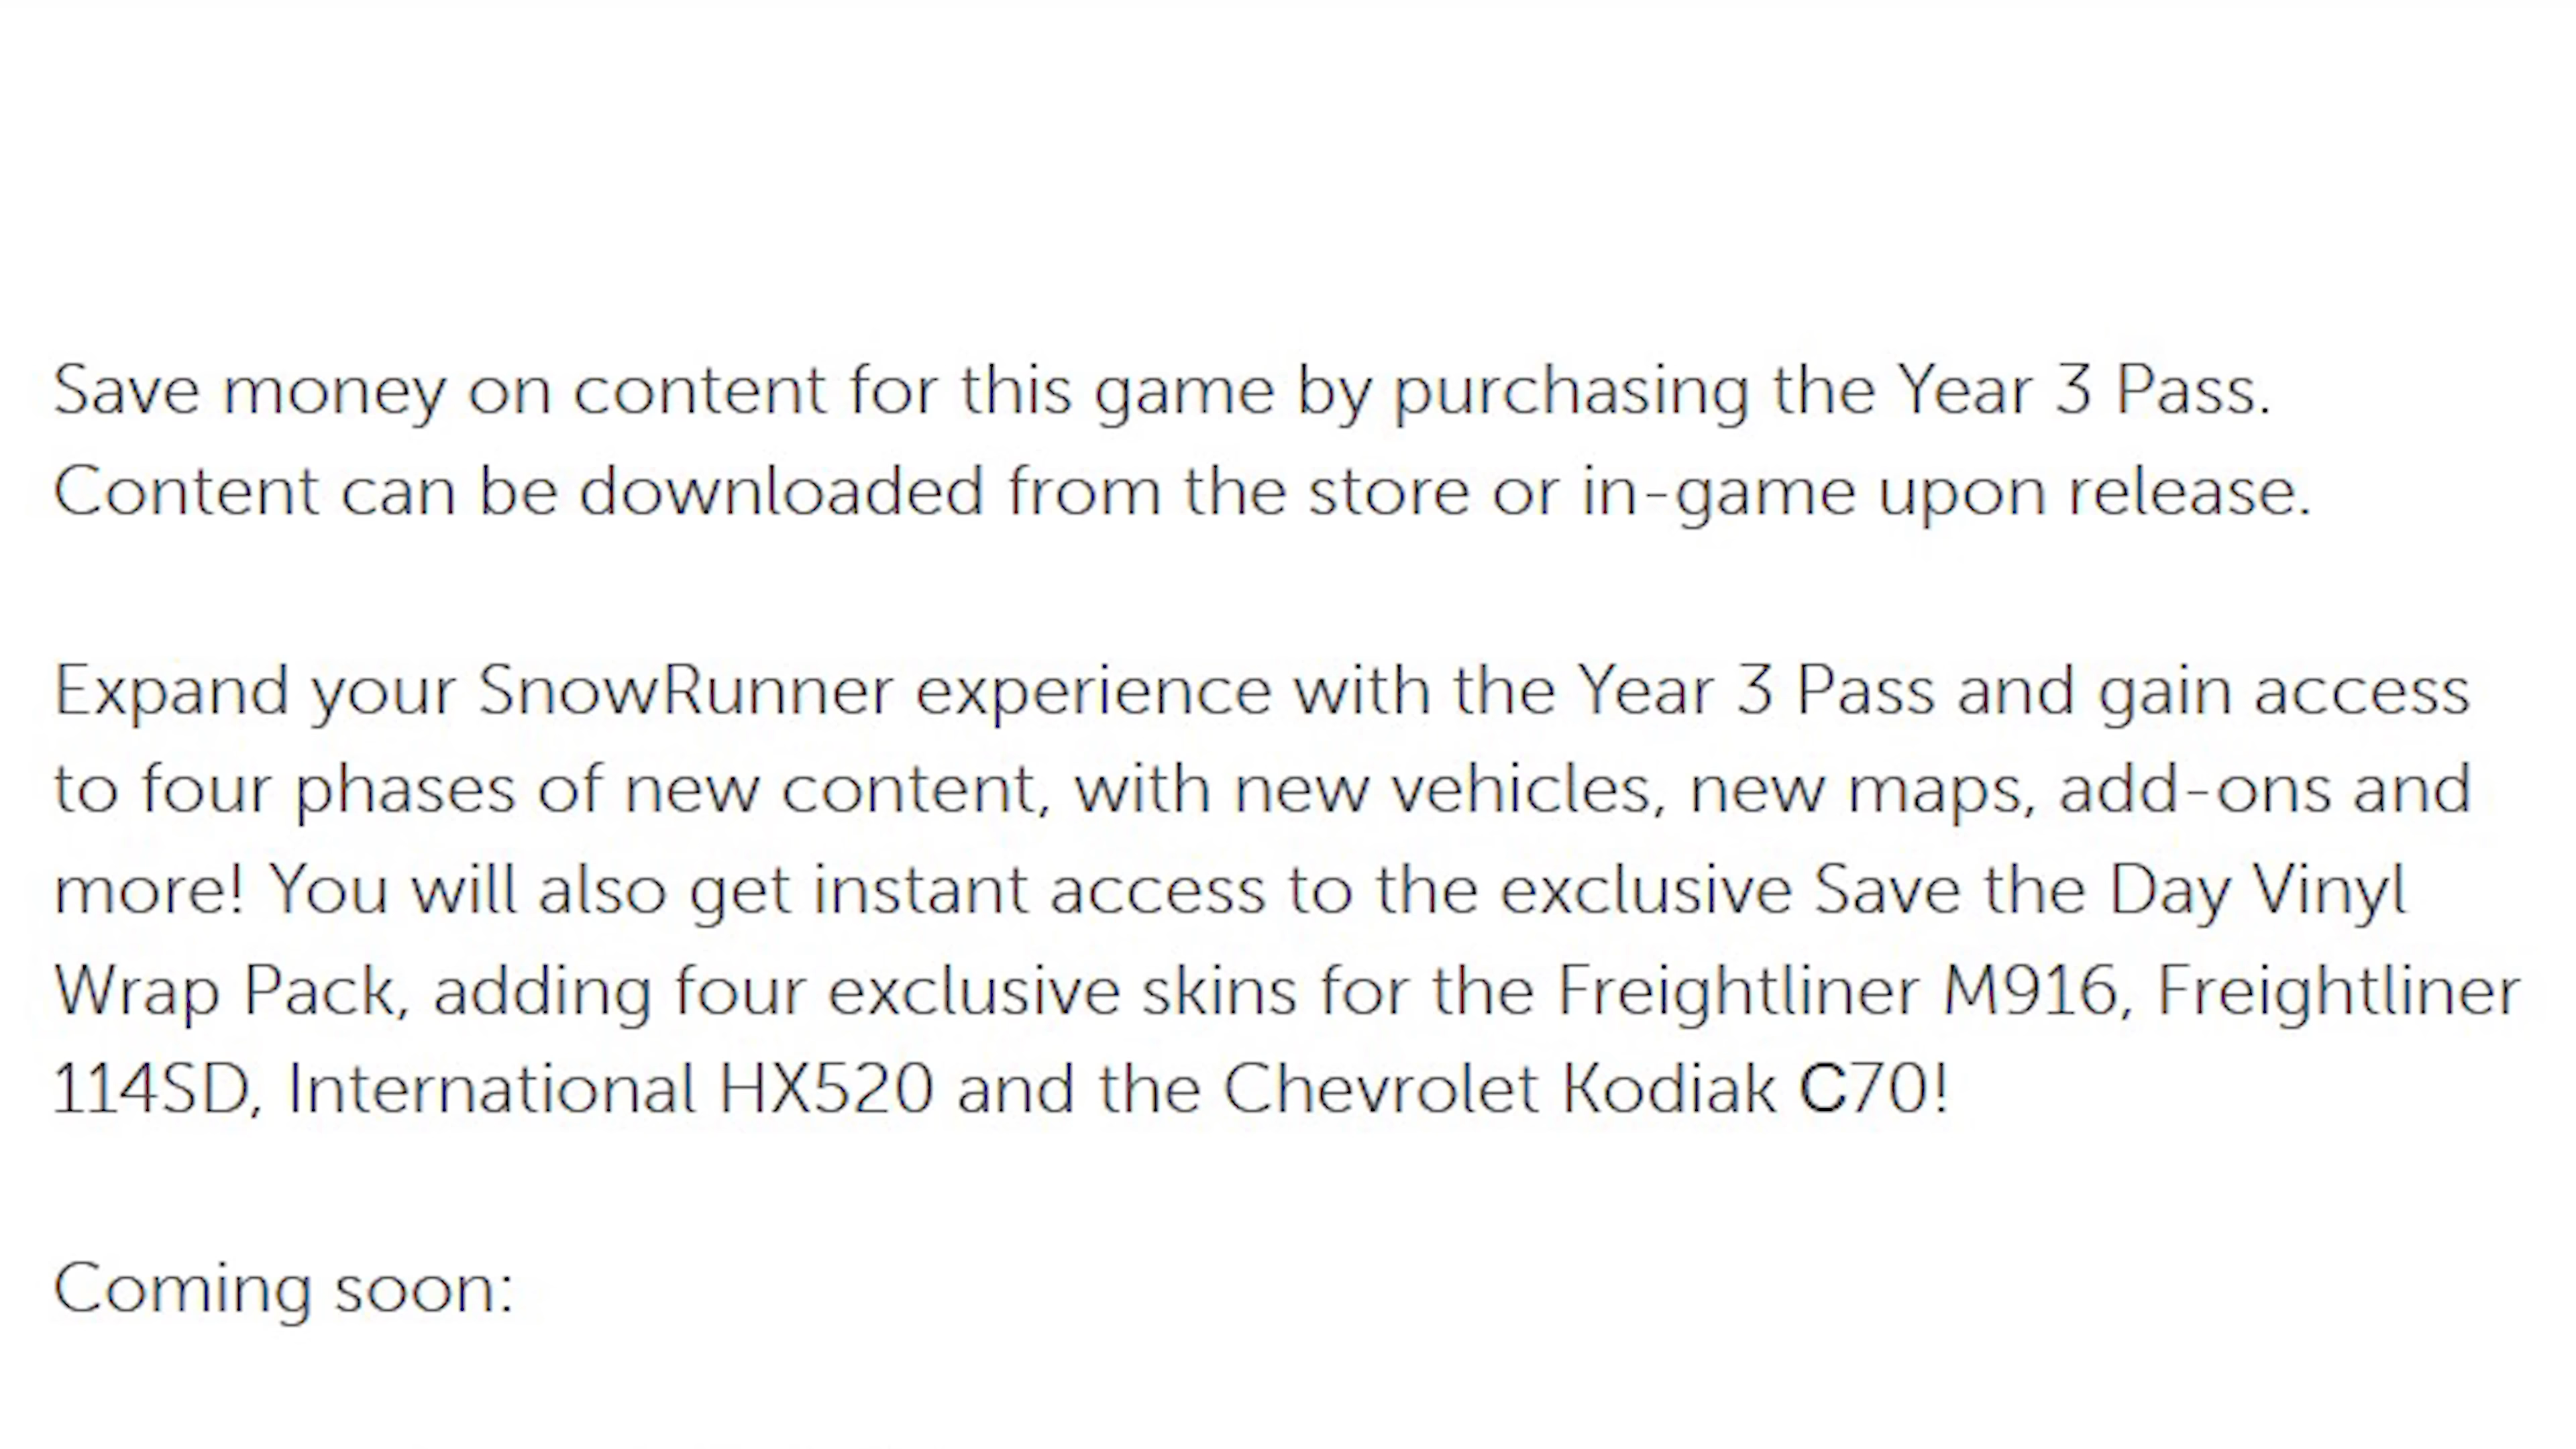 Save money on content for this game by purchasing the Year 3 Pass.
Content can be downloaded from the store or in-game upon release.
Expand your SnowRunner experience with the Year 3 Pass and gain access
to four phases of new content, with new vehicles, new maps, add-ons and
more! You will also get instant access to the exclusive Save the Day Vinyl
Wrap Pack, adding four exclusive skins for the Freightliner M916, Freightliner
114SD, International HX520 and the Chevrolet Kodiak C70!
Coming soon: